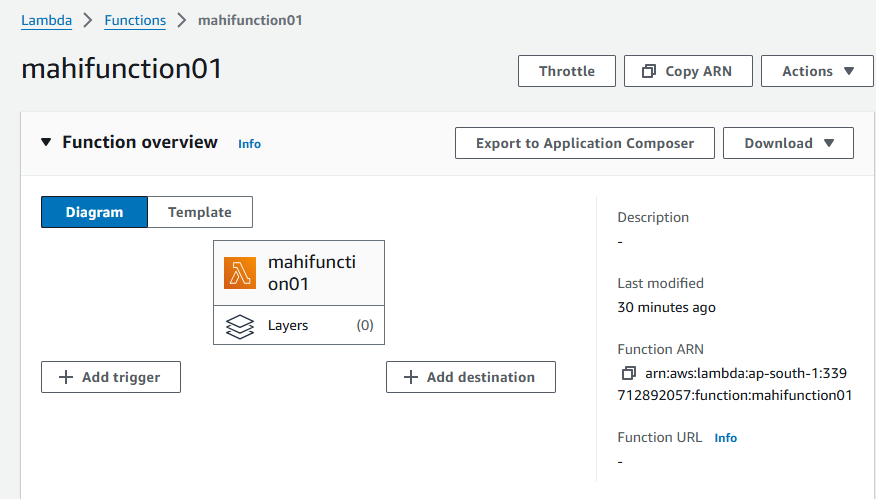 Lambda > Functions > mahifunction01
mahifunction01
Throttle
Copy ARN
Actions
Function overview Info
Export to Application Composer
Download
Diagram
Template
mahifuncti
on01
Layers (0)
+ Add trigger
+ Add destination
Description
-
Last modified
30 minutes ago
Function ARN
arn:aws:lambda:ap-south-1:339
712892057:function:mahifunction01
Function URL Info
-